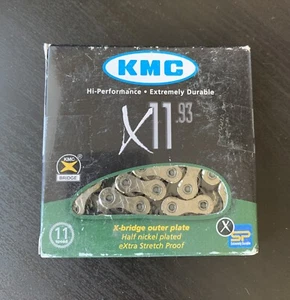 KMC
Hi-Performance • Extremely Durable
X11.93
KMC
BRIDGE
X-bridge outer plate
Half nickel plated
eXtra Stretch Proof
11
X
SP